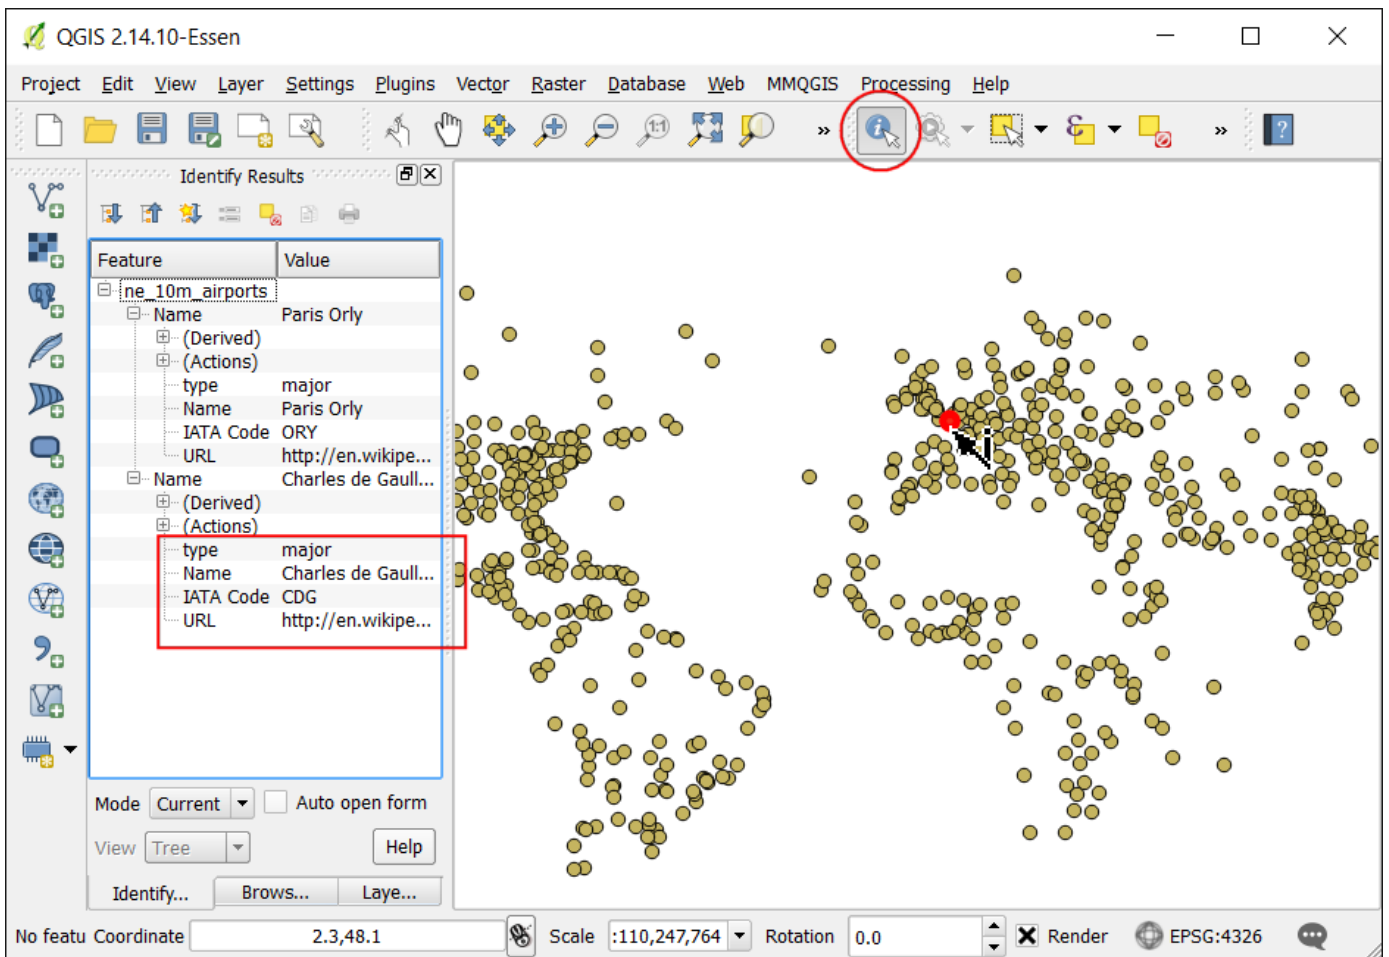 QGIS 2.14.10-Essen
Project Edit View Layer Settings Plugins Vector Raster Database Web MMQGIS Processing Help
1:1 » i ε » ?
Identify Results
Feature Value
ne_10m_airports
Name Paris Orly
(Derived)
(Actions)
type major
Name Paris Orly
IATA Code ORY
URL http://en.wikipe...
Name Charles de Gaull...
(Derived)
(Actions)
type major
Name Charles de Gaull...
IATA Code CDG
URL http://en.wikipe...
Mode Current Auto open form
View Tree Help
Identify... Brows... Laye...
No featu Coordinate 2.3,48.1 Scale :110,247,764 Rotation 0.0 Render EPSG:4326